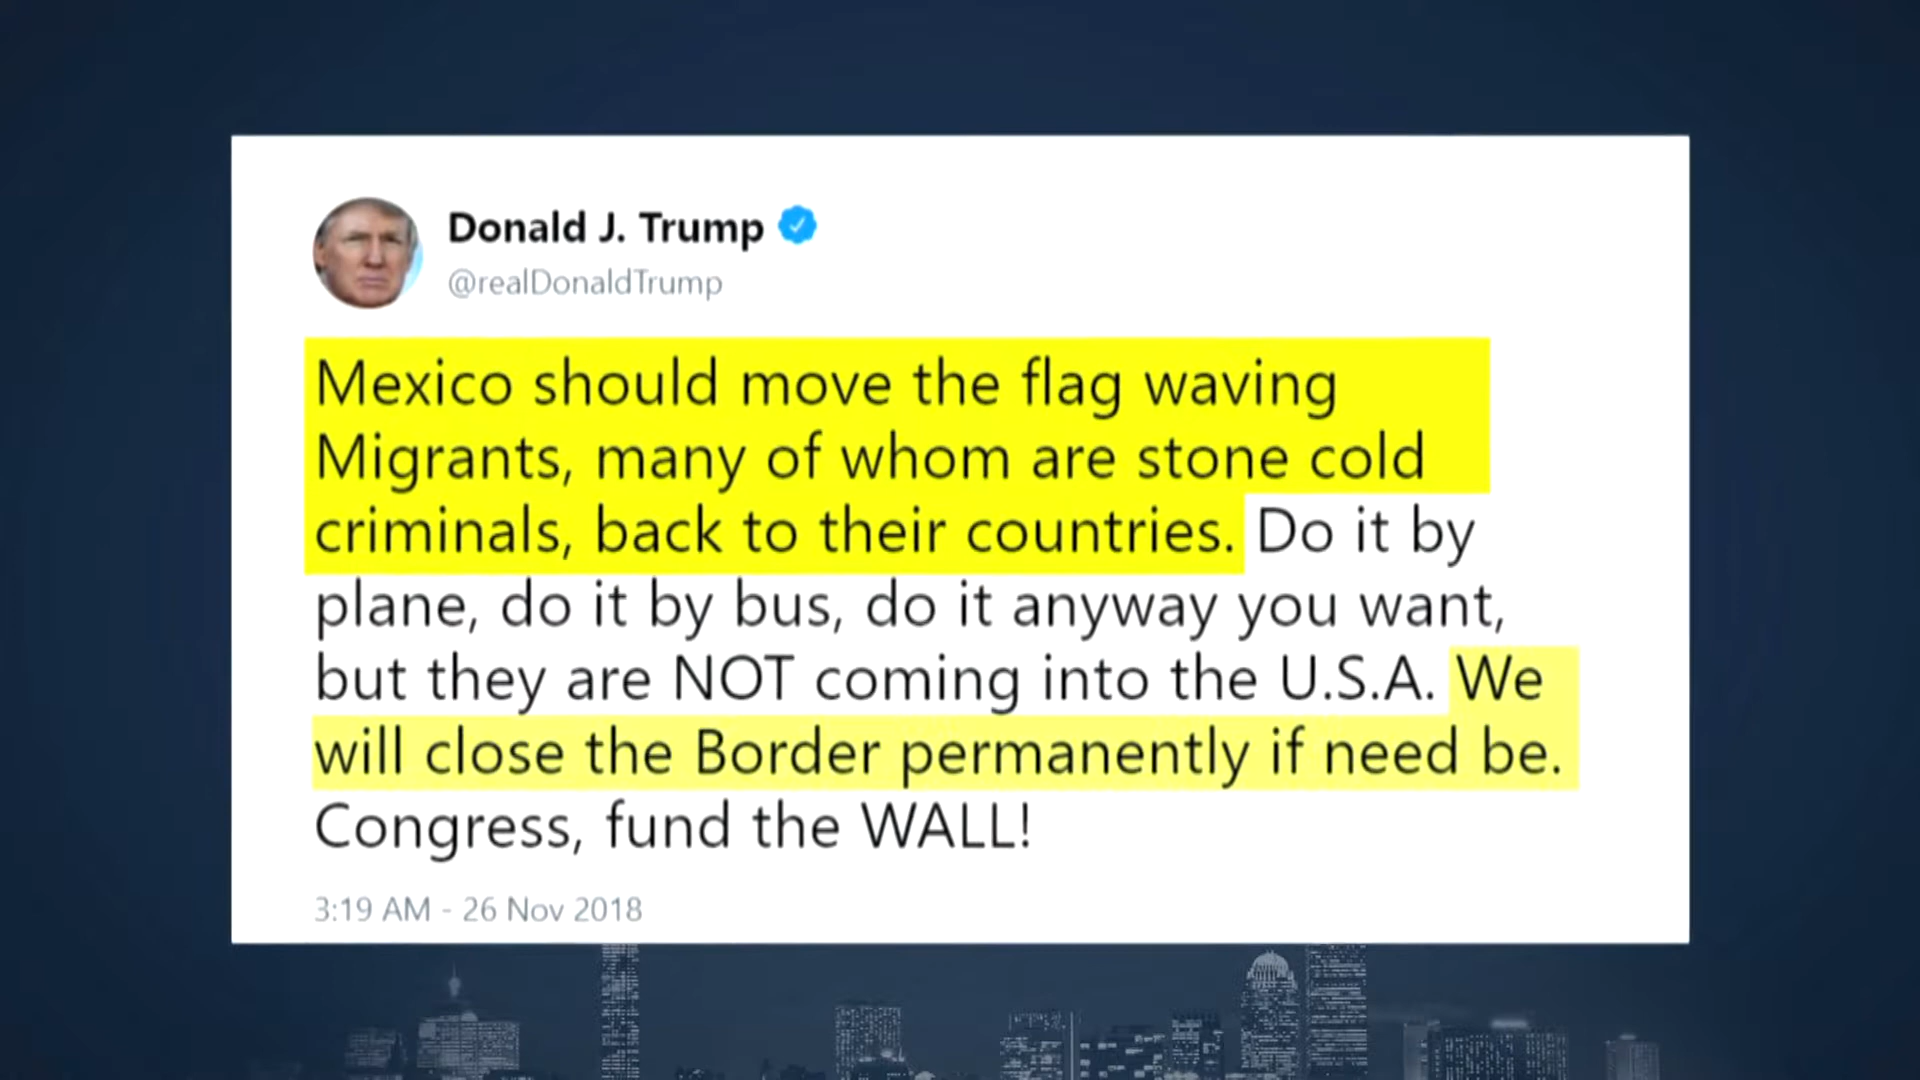 Donald J. Trump
@realDonaldTrump
Mexico should move the flag waving
Migrants, many of whom are stone cold
criminals, back to their countries. Do it by
plane, do it by bus, do it anyway you want,
but they are NOT coming into the U.S.A. We
will close the Border permanently if need be.
Congress, fund the WALL!
3:19 AM - 26 Nov 2018